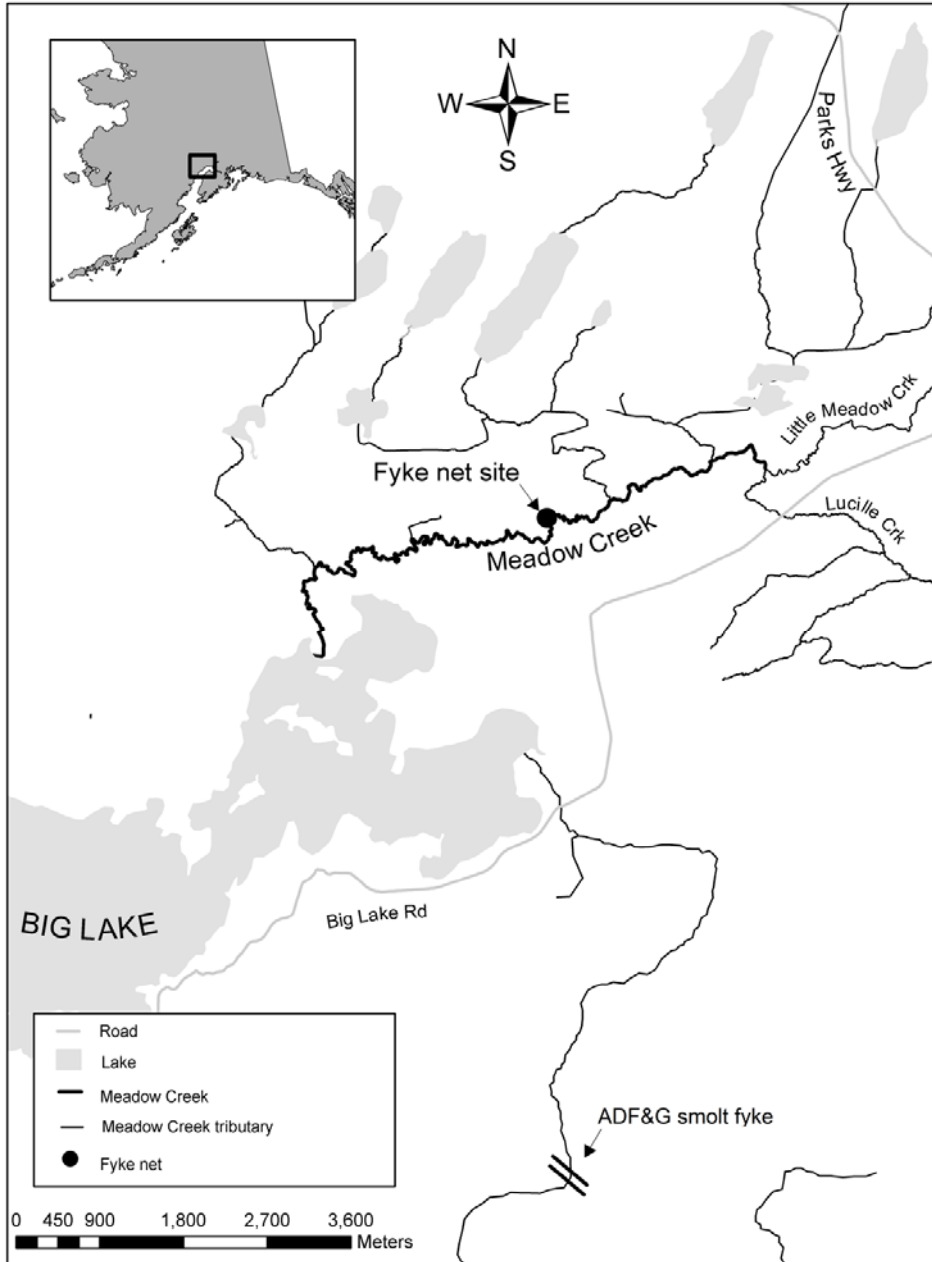 N
W E
S
Parks Hwy
Little Meadow Crk
Fyke net site
Lucille Crk
Meadow Creek
BIG LAKE
Big Lake Rd
ADF&G smolt fyke
Road
Lake
Meadow Creek
Meadow Creek tributary
Fyke net
0 450 900 1,800 2,700 3,600
Meters